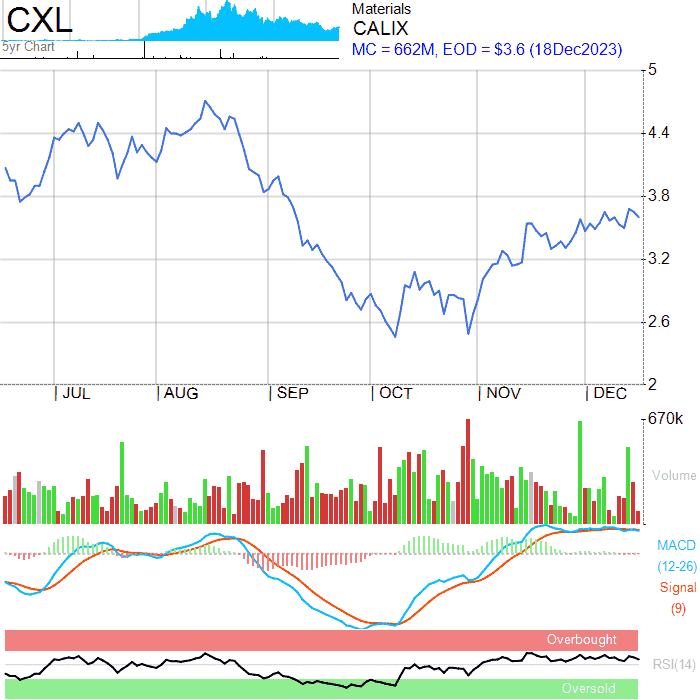 CXL
5yr Chart
Materials
CALIX
MC = 662M, EOD = $3.6 (18Dec2023)
5
4.4
3.8
3.2
2.6
2
JUL AUG SEP OCT NOV DEC
670k
Volume
MACD
(12-26)
Signal
(9)
Overbought
RSI(14)
Oversold